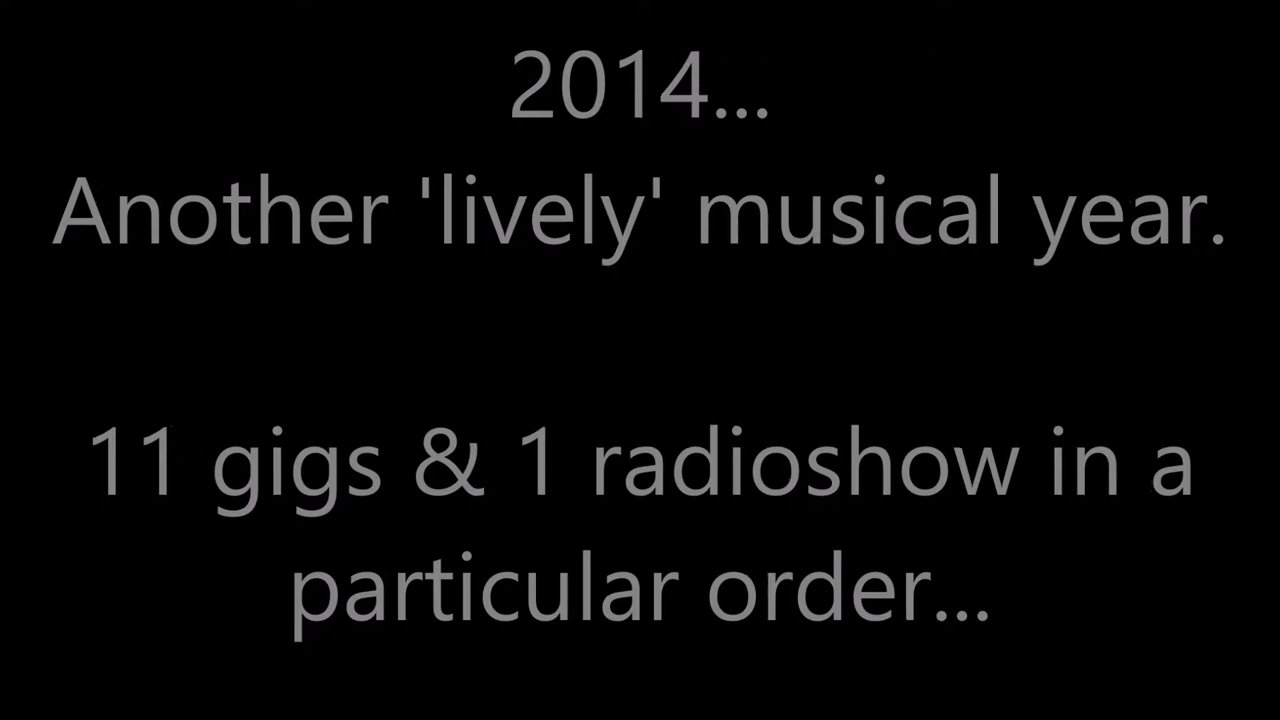 2014...
Another 'lively' musical year.
11 gigs & 1 radioshow in a
particular order...